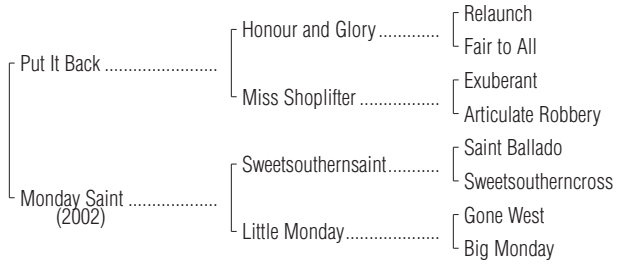 Relaunch
Honour and Glory.............
Fair to All
Put It Back ........................
Exuberant
Miss Shoplifter .................
Articulate Robbery
Saint Ballado
Sweetsouthernsaint...........
Sweetsoutherncross
Monday Saint ...................
(2002)
Gone West
Little Monday....................
Big Monday